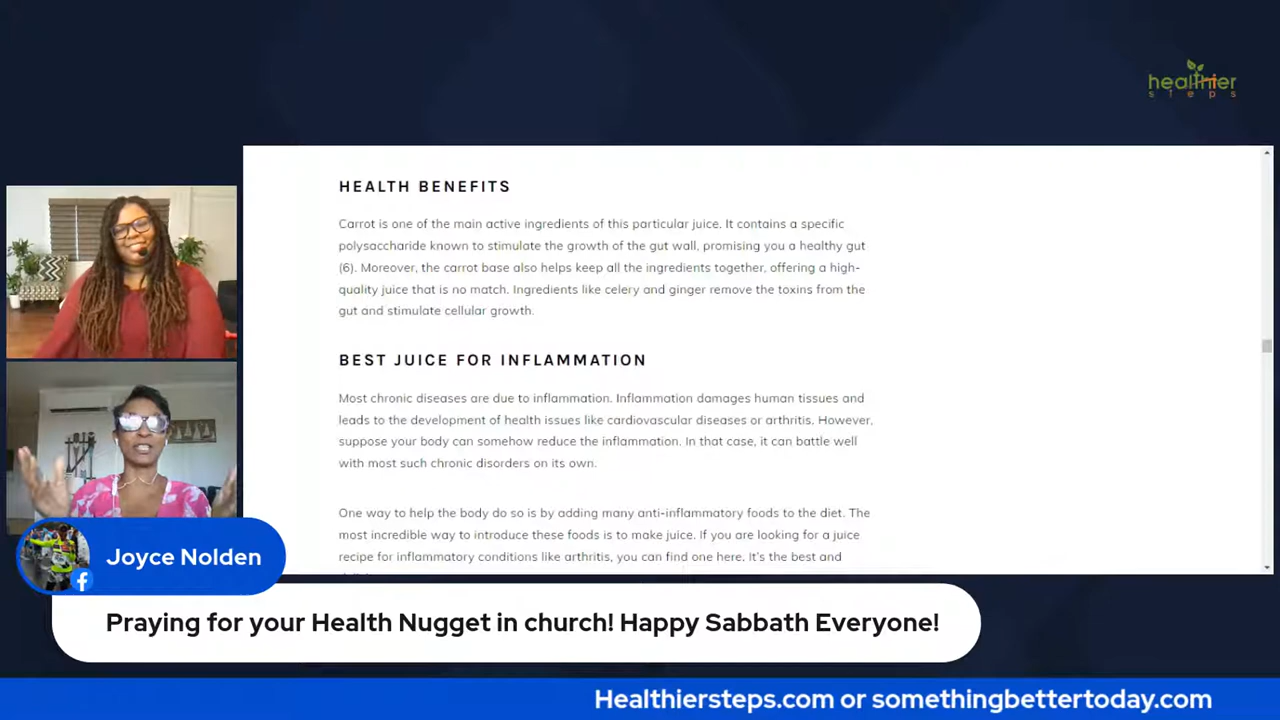 healthier
steps
HEALTH BENEFITS
Carrot is one of the main active ingredients of this particular juice. It contains a specific
polysaccharide known to stimulate the growth of the gut wall, promising you a healthy gut
(6). Moreover, the carrot base also helps keep all the ingredients together, offering a high-
quality juice that is no match. Ingredients like celery and ginger remove the toxins from the
gut and stimulate cellular growth.
BEST JUICE FOR INFLAMMATION
Most chronic diseases are due to inflammation. Inflammation damages human tissues and
leads to the development of health issues like cardiovascular diseases or arthritis. However,
suppose your body can somehow reduce the inflammation. In that case, it can battle well
with most such chronic disorders on its own.
One way to help the body do so is by adding many anti-inflammatory foods to the diet. The
most incredible way to introduce these foods is to make juice. If you are looking for a juice
recipe for inflammatory conditions like arthritis, you can find one here. It's the best and
Joyce Nolden
Praying for your Health Nugget in church! Happy Sabbath Everyone!
Healthiersteps.com or somethingbettertoday.com